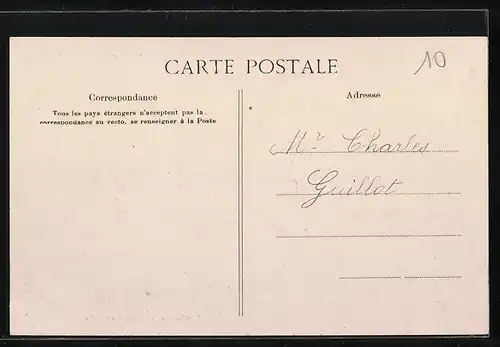 CARTE POSTALE
10
Correspondance
Tous les pays étrangers n'acceptent pas la
correspondance au recto, se renseigner à la Poste
Adresse
Mr Charles
Guillot